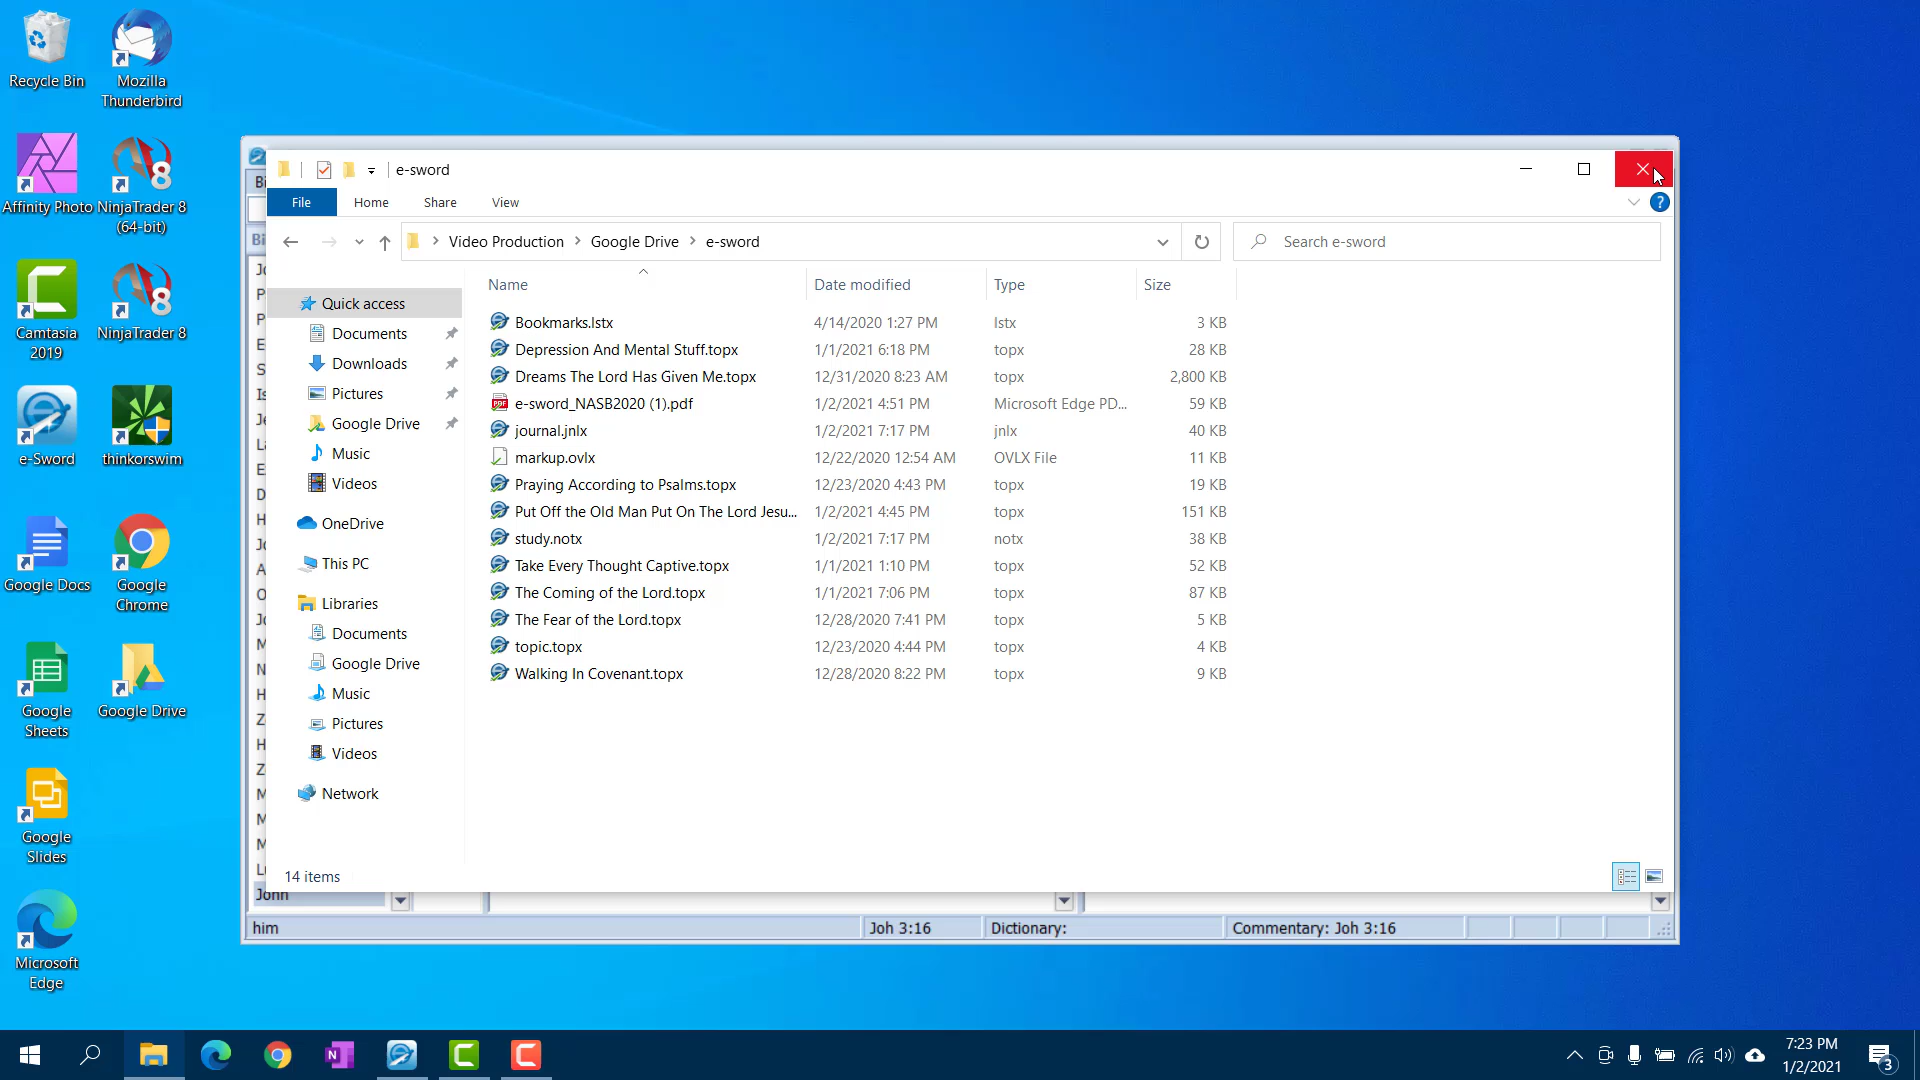 Recycle Bin
Mozilla
Thunderbird
Affinity Photo
NinjaTrader 8
(64-bit)
Camtasia
2019
NinjaTrader 8
e-Sword
thinkorswim
Google Docs
Google
Chrome
Google
Sheets
Google Drive
Google
Slides
Microsoft
Edge
e-sword
File
Home
Share
View
Video Production > Google Drive > e-sword
Search e-sword
Quick access
Documents
Downloads
Pictures
Google Drive
Music
Videos
OneDrive
This PC
Libraries
Documents
Google Drive
Music
Pictures
Videos
Network
Name Date modified Type Size
Bookmarks.lstx 4/14/2020 1:27 PM lstx 3 KB
Depression And Mental Stuff.topx 1/1/2021 6:18 PM topx 28 KB
Dreams The Lord Has Given Me.topx 12/31/2020 8:23 AM topx 2,800 KB
e-sword_NASB2020 (1).pdf 1/2/2021 4:51 PM Microsoft Edge PD... 59 KB
journal.jnlx 1/2/2021 7:17 PM jnlx 40 KB
markup.ovlx 12/22/2020 12:54 AM OVLX File 11 KB
Praying According to Psalms.topx 12/23/2020 4:43 PM topx 19 KB
Put Off the Old Man Put On The Lord Jesu... 1/2/2021 4:45 PM topx 151 KB
study.notx 1/2/2021 7:17 PM notx 38 KB
Take Every Thought Captive.topx 1/1/2021 1:10 PM topx 52 KB
The Coming of the Lord.topx 1/1/2021 7:06 PM topx 87 KB
The Fear of the Lord.topx 12/28/2020 7:41 PM topx 5 KB
topic.topx 12/23/2020 4:44 PM topx 4 KB
Walking In Covenant.topx 12/28/2020 8:22 PM topx 9 KB
14 items
John
him
Joh 3:16
Dictionary:
Commentary: Joh 3:16
7:23 PM
1/2/2021
3